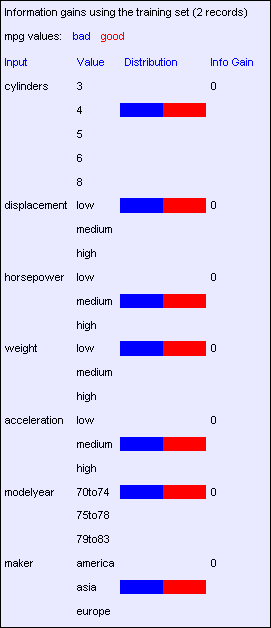 Information gains using the training set (2 records)
mpg values: bad good
Input Value Distribution Info Gain
cylinders 3 0
4
5
6
8
displacement low 0
medium
high
horsepower low 0
medium
high
weight low 0
medium
high
acceleration low 0
medium
high
modelyear 70to74 0
75to78
79to83
maker america 0
asia
europe